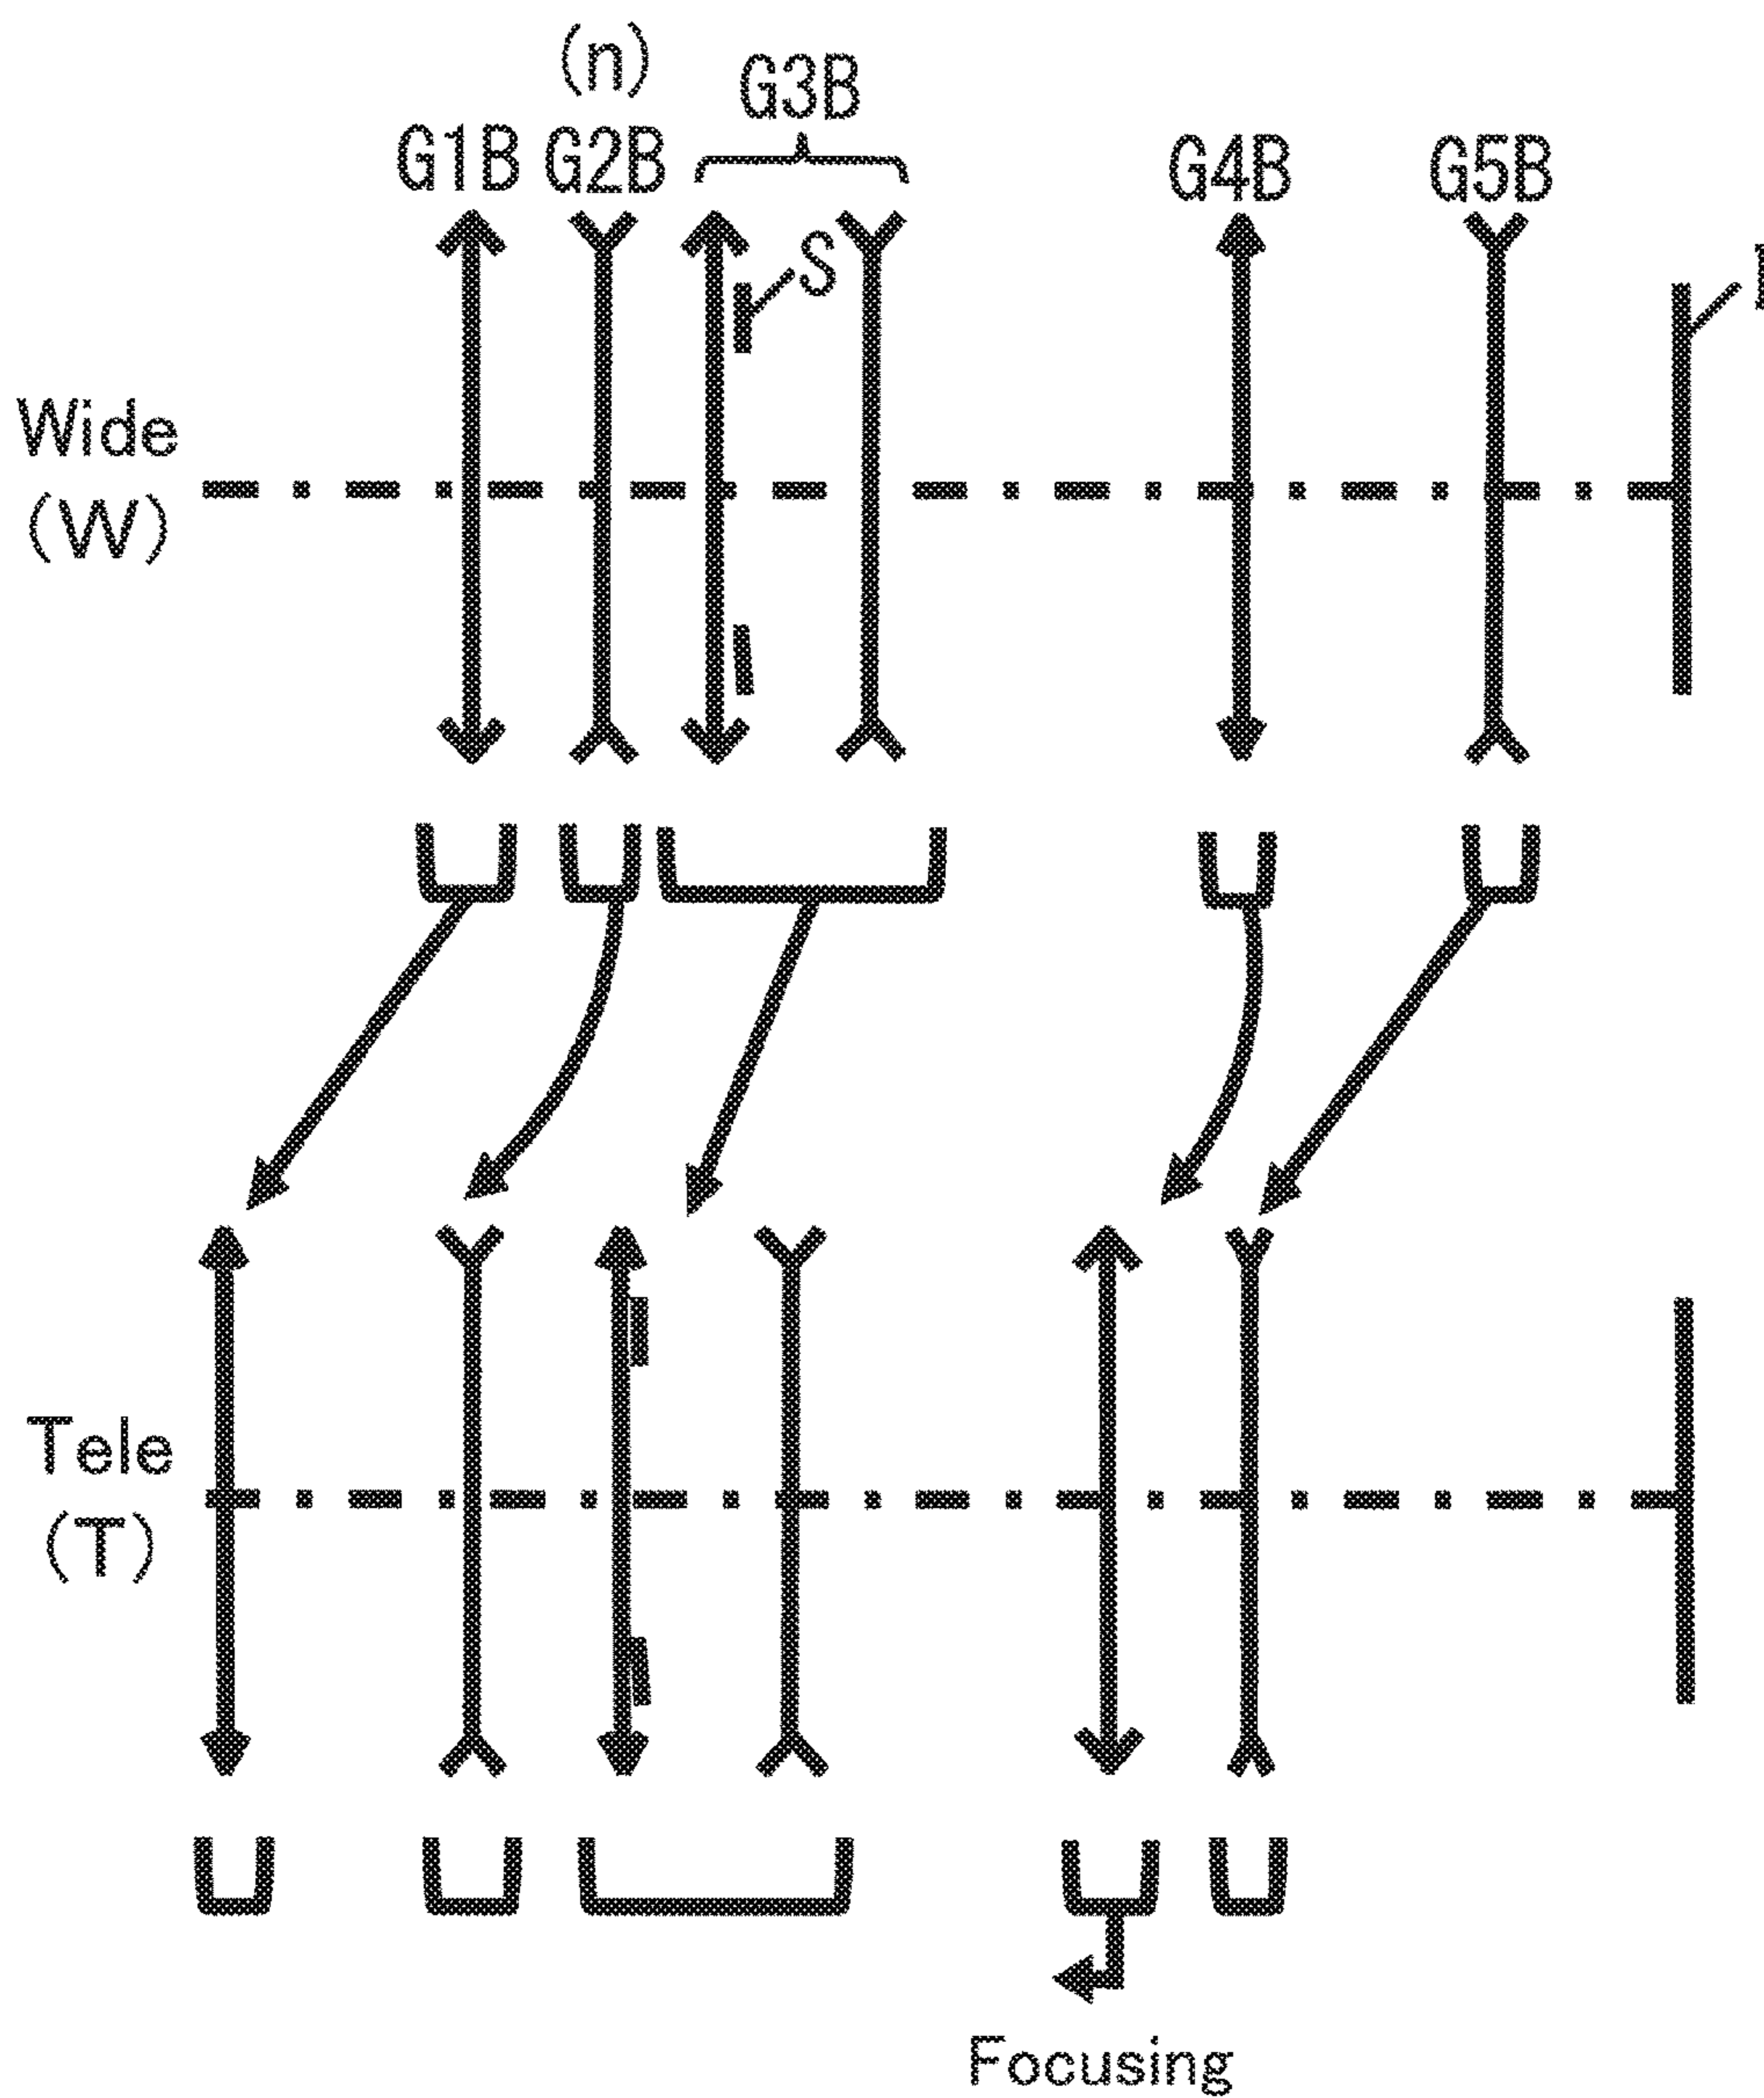 (n)
G3B
G1B G2B G4B G5B
S
Wide
(W)
Tele
(T)
Focusing